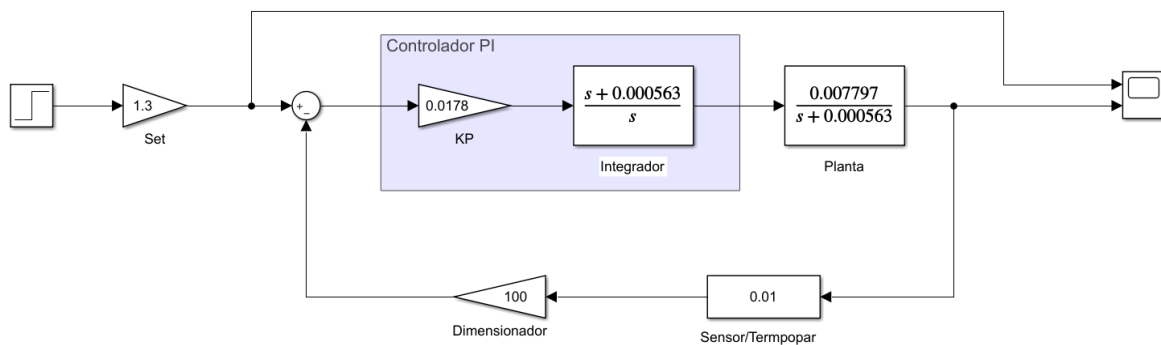 Controlador PI
1.3
Set
+
−
0.0178
KP
s + 0.000563
s
Integrador
0.007797
s + 0.000563
Planta
100
Dimensionador
0.01
Sensor/Termpopar